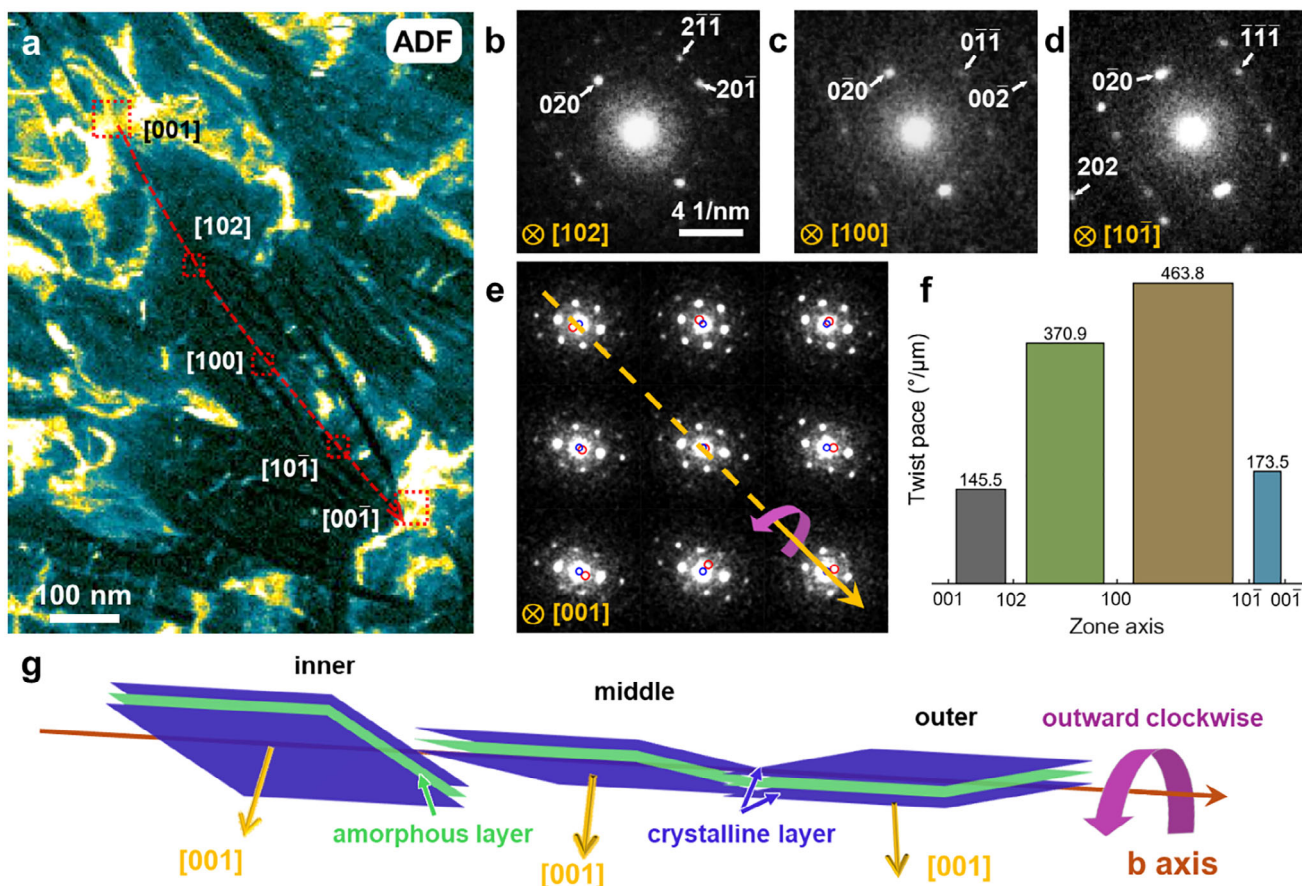 a
ADF
[001]
[102]
[100]
[101̄]
[001̄]
100 nm
b
21̄1̄
02̄0
201̄
4 1/nm
[102]
c
01̄1̄
02̄0
002̄
[100]
d
1̄1̄1̄
02̄0
202
[101̄]
e
[001]
f
463.8
370.9
145.5
173.5
Twist pace (°/μm)
001
102
100
101̄ 001̄
Zone axis
g
inner
middle
outer
outward clockwise
amorphous layer
crystalline layer
[001]
[001]
[001]
b axis